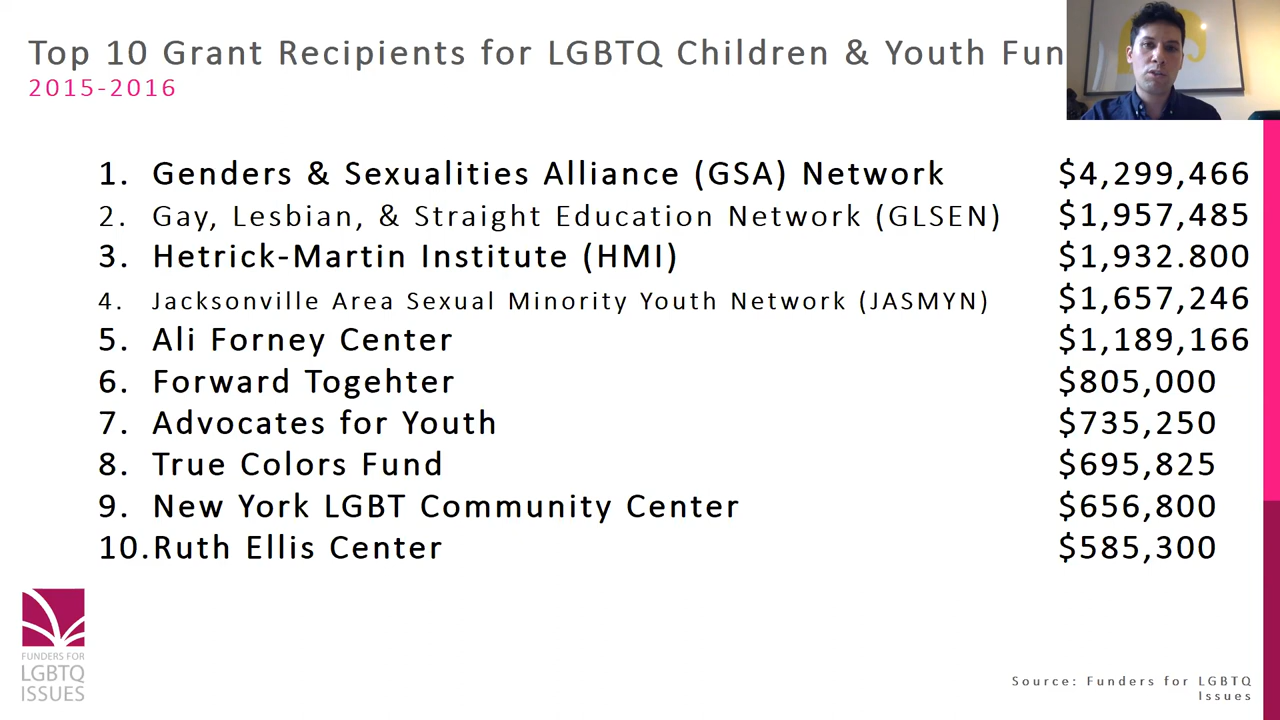 Top 10 Grant Recipients for LGBTQ Children & Youth Fun
2015-2016
1. Genders & Sexualities Alliance (GSA) Network $4,299,466
2. Gay, Lesbian, & Straight Education Network (GLSEN) $1,957,485
3. Hetrick-Martin Institute (HMI) $1,932.800
4. Jacksonville Area Sexual Minority Youth Network (JASMYN) $1,657,246
5. Ali Forney Center $1,189,166
6. Forward Togehter $805,000
7. Advocates for Youth $735,250
8. True Colors Fund $695,825
9. New York LGBT Community Center $656,800
10. Ruth Ellis Center $585,300
FUNDERS FOR
LGBTQ
ISSUES
Source: Funders for LGBTQ
Issues